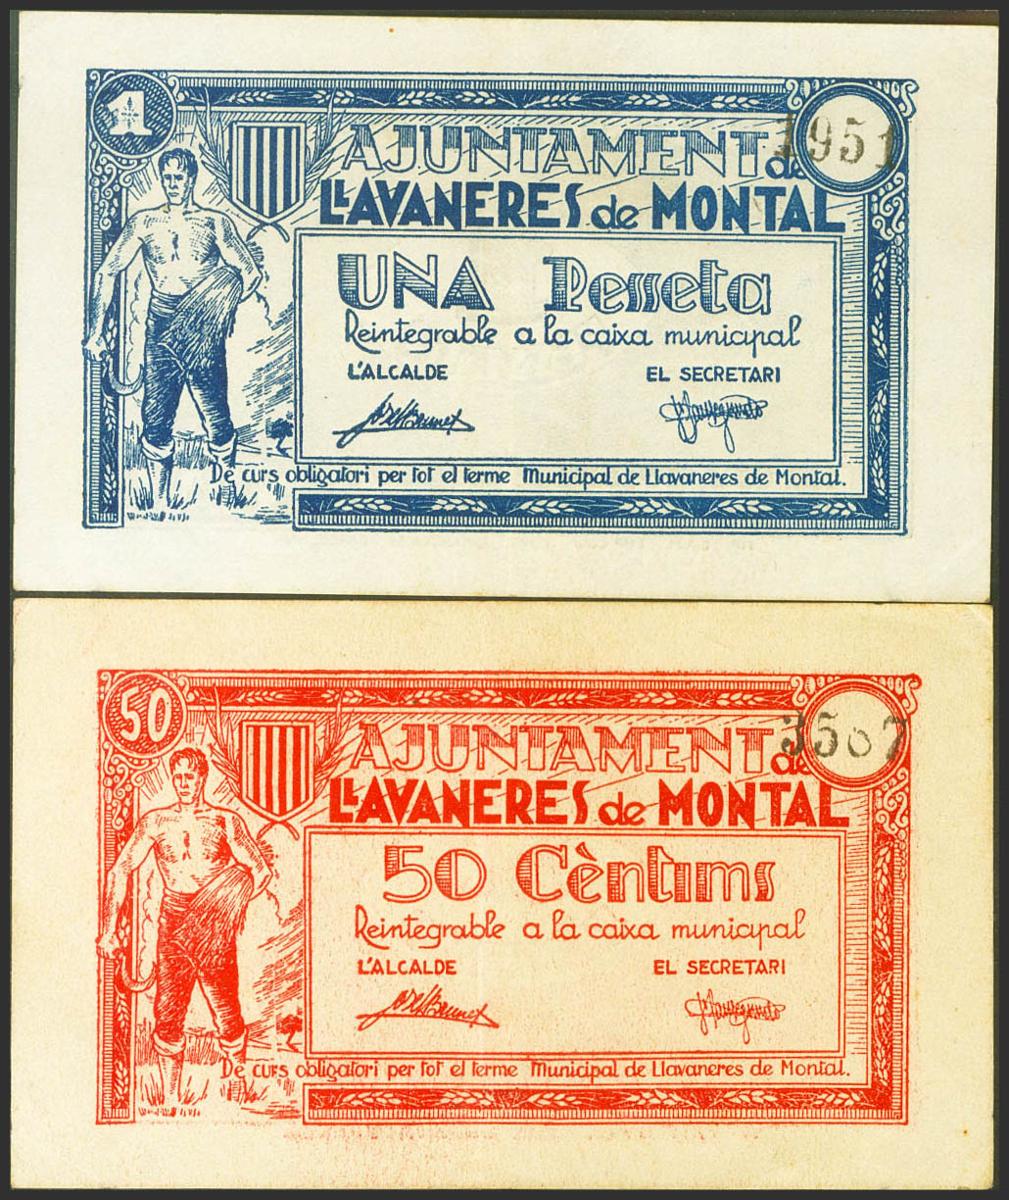 1
1951
AJUNTAMENT de
LLAVANERES de MONTAL
UNA Pesseta
Reintegrable a la caixa municipal
L'ALCALDE EL SECRETARI
De curs obligatori per tot el terme Municipal de Llavaneres de Montal.
50
3567
AJUNTAMENT de
LLAVANERES de MONTAL
50 Cèntims
Reintegrable a la caixa municipal
L'ALCALDE EL SECRETARI
De curs obligatori per tot el terme Municipal de Llavaneres de Montal.